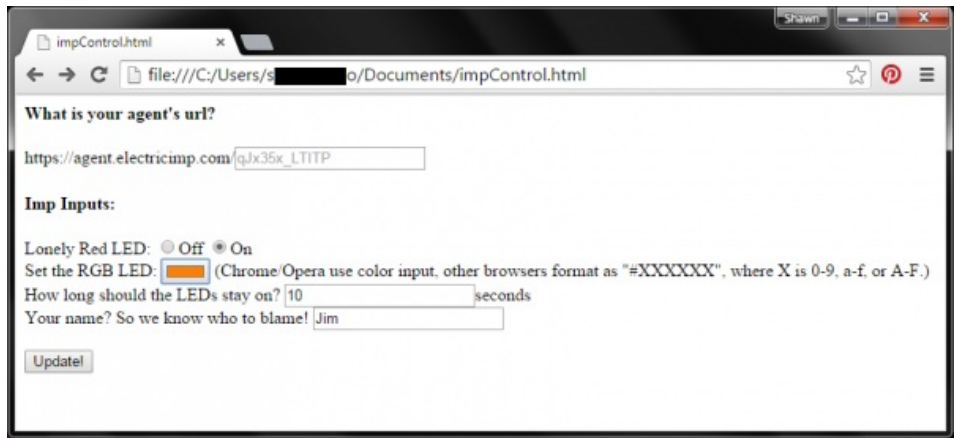 Shawn
impControl.html
file:///C:/Users/s o/Documents/impControl.html
What is your agent's url?
https://agent.electricimp.com/qJx35x_LTITP
Imp Inputs:
Lonely Red LED: Off On
Set the RGB LED: (Chrome/Opera use color input, other browsers format as "#XXXXXX", where X is 0-9, a-f, or A-F.)
How long should the LEDs stay on? 10 seconds
Your name? So we know who to blame! Jim
Update!